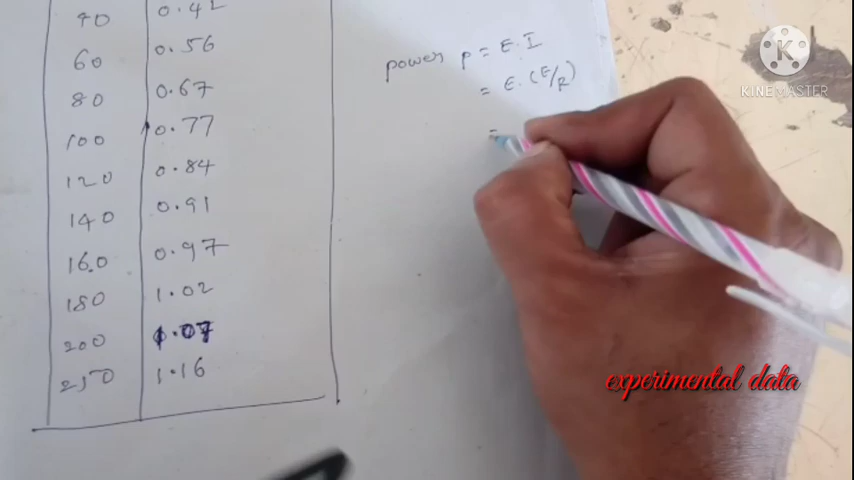 0.42
60 0.56
80 0.67
100 0.77
120 0.84
140 0.91
160 0.97
180 1.02
200 1.07
250 1.16
power P = E.I
= E.(E/R)
=
KINEMASTER
experimental data